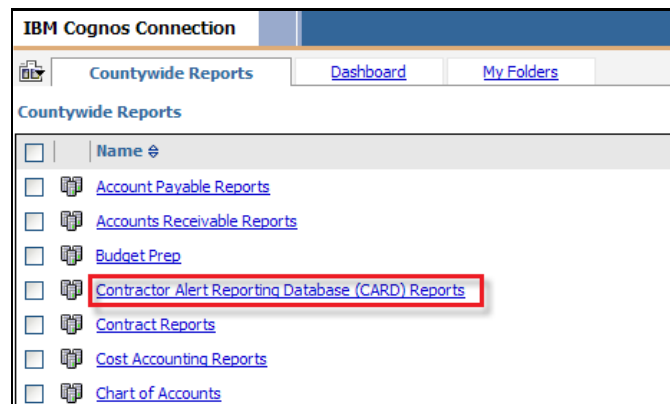 IBM Cognos Connection
Countywide Reports Dashboard My Folders
Countywide Reports
Name
Account Payable Reports
Accounts Receivable Reports
Budget Prep
Contractor Alert Reporting Database (CARD) Reports
Contract Reports
Cost Accounting Reports
Chart of Accounts